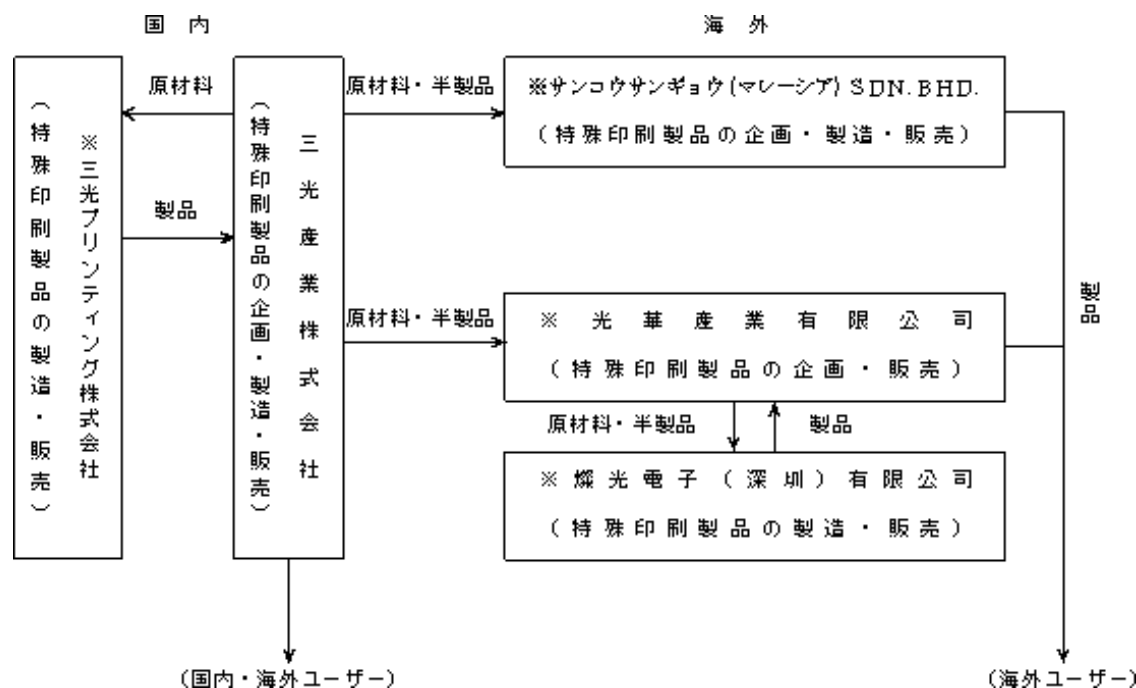 国内
海外
※三光プリンティング株式会社
(特殊印刷製品の製造・販売)
原材料
製品
三光産業株式会社
(特殊印刷製品の企画・製造・販売)
原材料・半製品
※サンコウサンギョウ(マレーシア) SDN. BHD.
(特殊印刷製品の企画・製造・販売)
原材料・半製品
※光華産業有限公司
(特殊印刷製品の企画・販売)
製品
原材料・半製品
製品
※燦光電子(深圳)有限公司
(特殊印刷製品の製造・販売)
(国内・海外ユーザー)
(海外ユーザー)